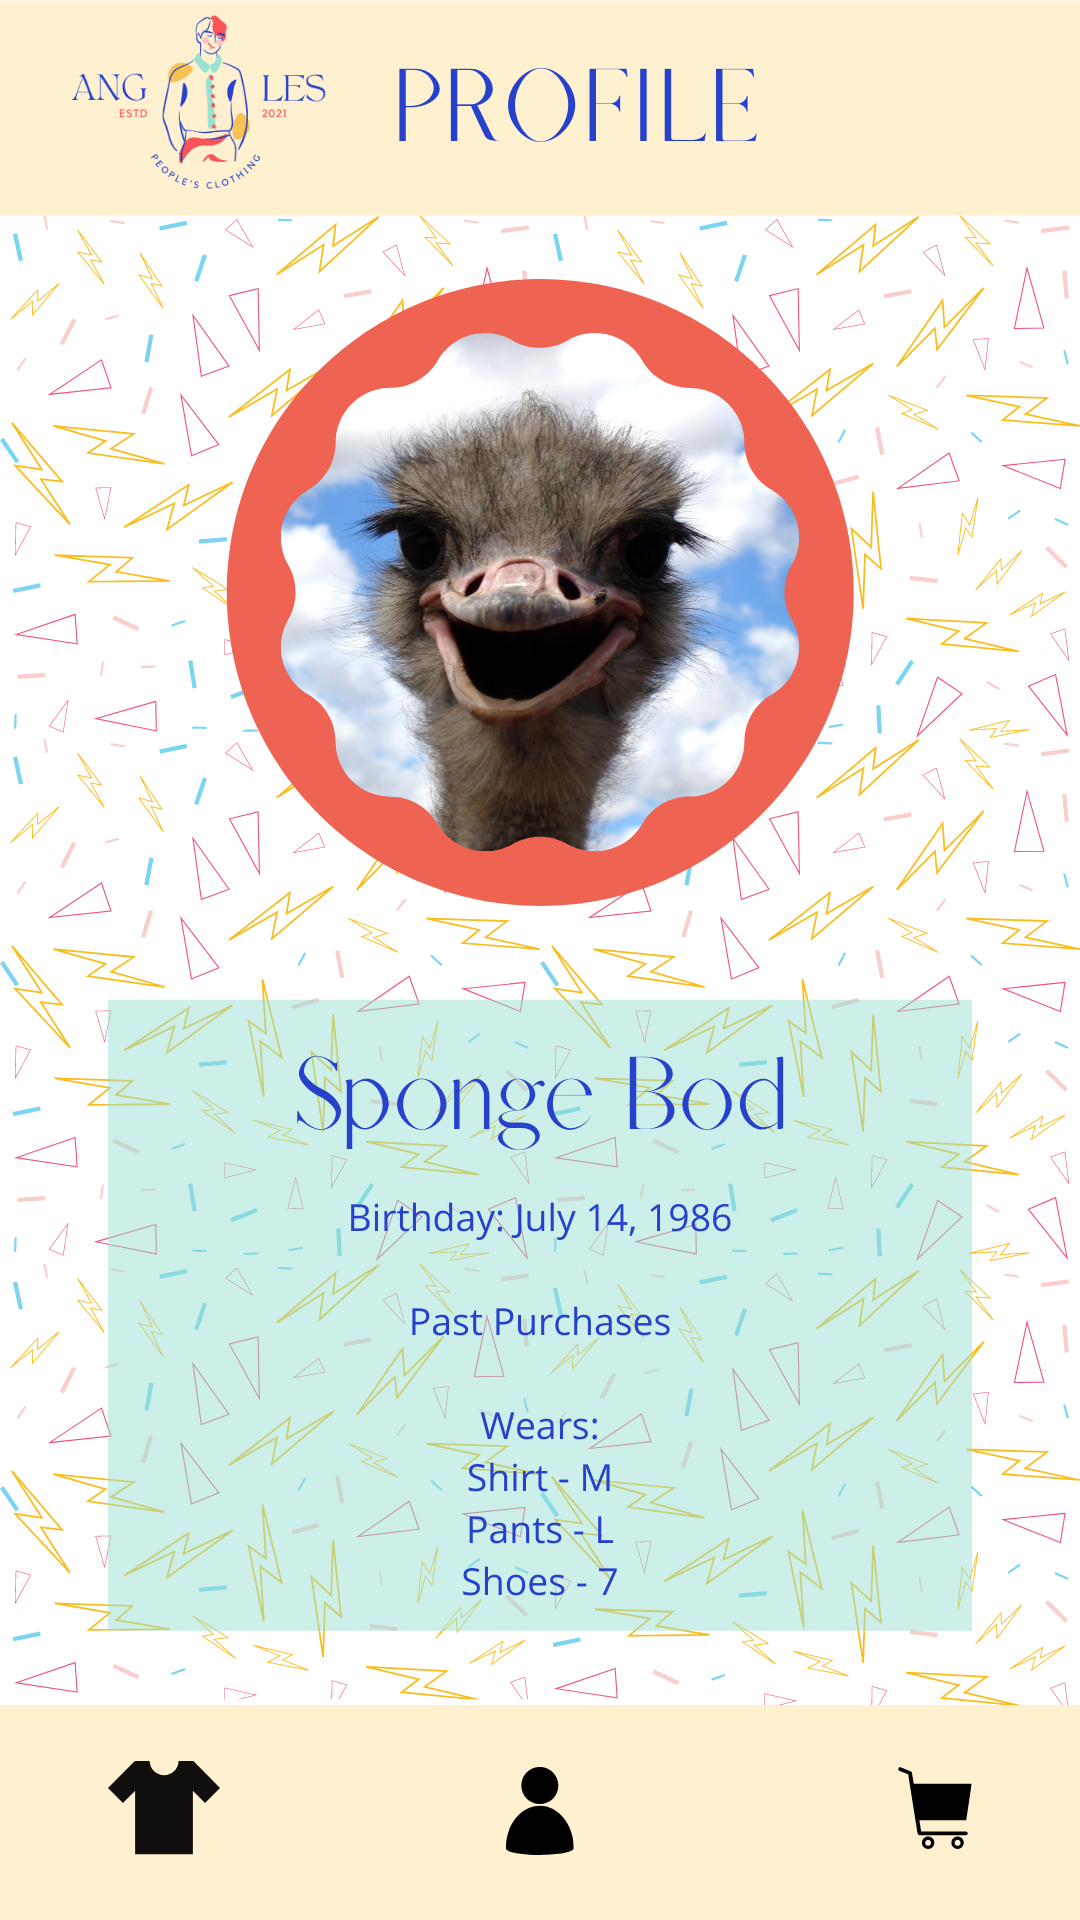 ANG LES
ESTD 2021
PEOPLE'S CLOTHING
PROFILE
Sponge Bod
Birthday: July 14, 1986
Past Purchases
Wears:
Shirt - M
Pants - L
Shoes - 7